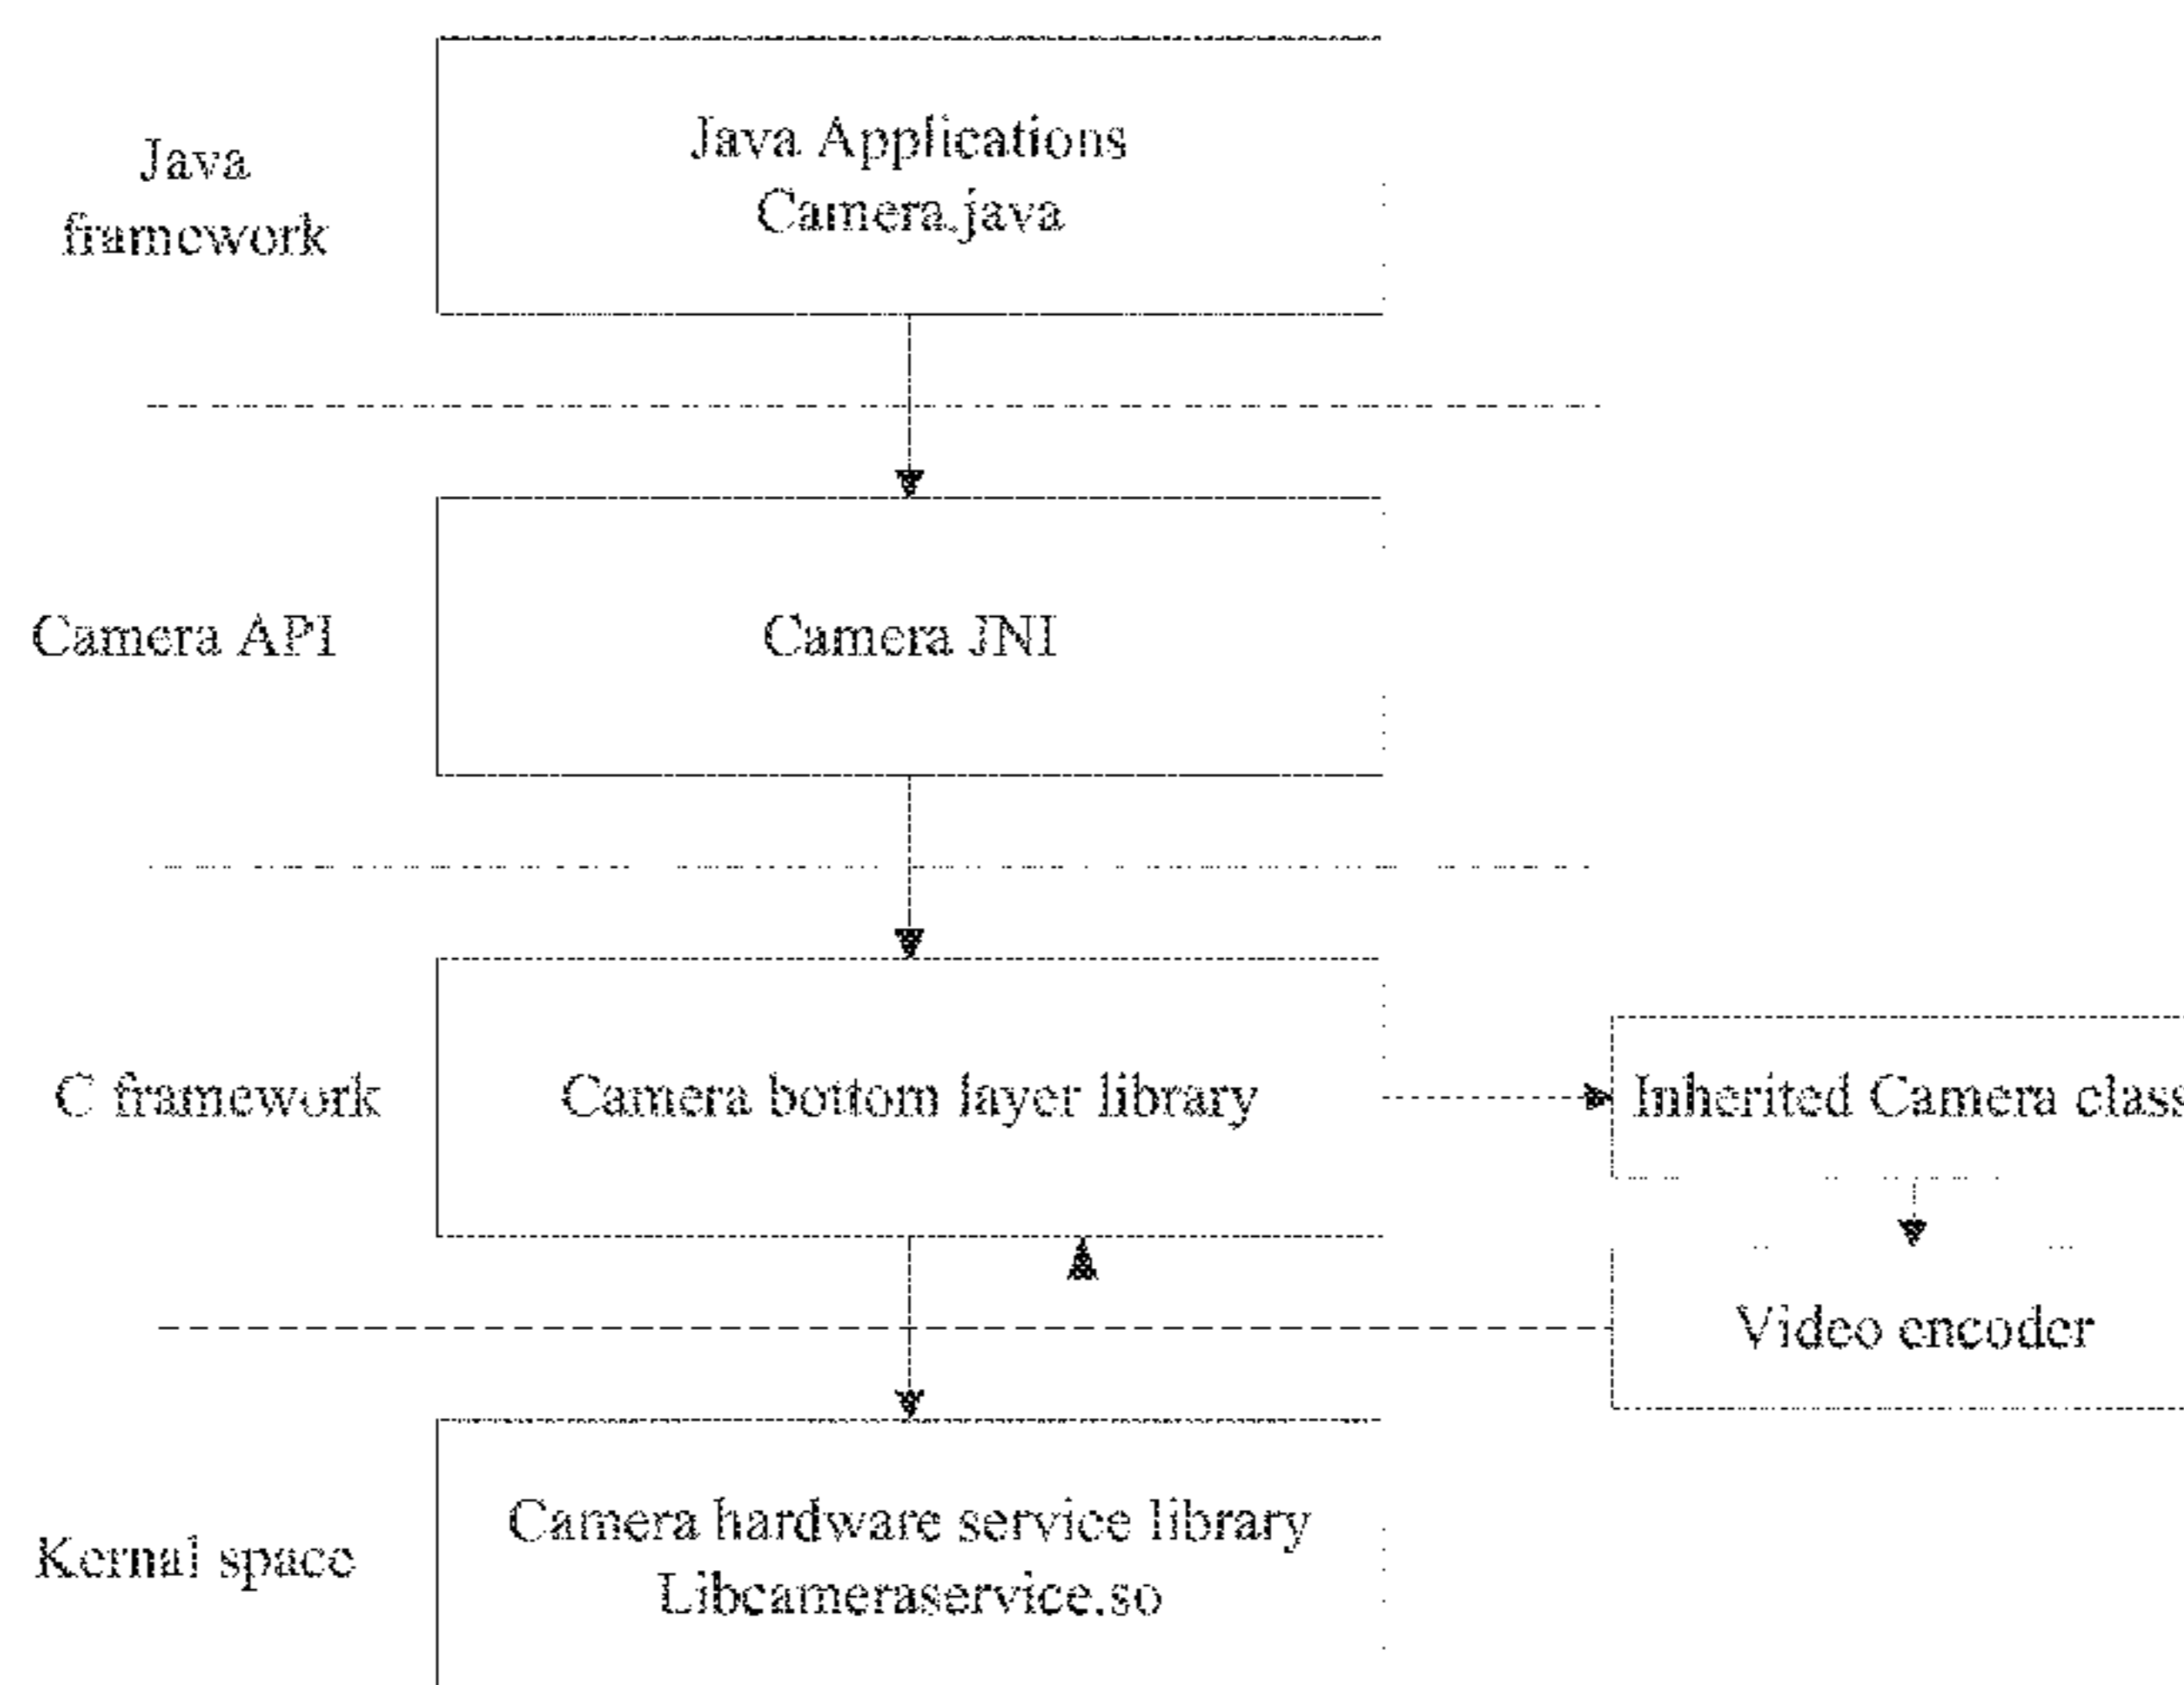 Java
framework
Java Applications
Camera.java
Camera API
Camera JNI
C framework
Camera bottom layer library
Inherited Camera class
Video encoder
Kernal space
Camera hardware service library
Libcameraservice.so